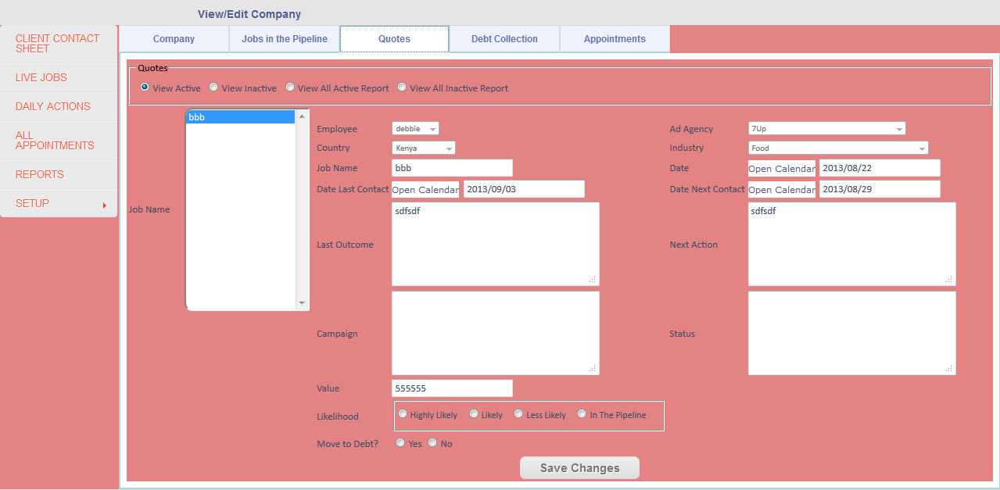 View/Edit Company
CLIENT CONTACT
SHEET
LIVE JOBS
DAILY ACTIONS
ALL
APPOINTMENTS
REPORTS
SETUP
Company Jobs in the Pipeline Quotes Debt Collection Appointments
Quotes
View Active View Inactive View All Active Report View All Inactive Report
Job Name
bbb
Employee debbie Ad Agency 7Up
Country Kenya Industry Food
Job Name bbb Date Open Calendar 2013/08/22
Date Last Contact Open Calendar 2013/09/03 Date Next Contact Open Calendar 2013/08/29
Last Outcome sdfsdf Next Action sdfsdf
Campaign Status
Value 555555
Likelihood Highly Likely Likely Less Likely In The Pipeline
Move to Debt? Yes No
Save Changes